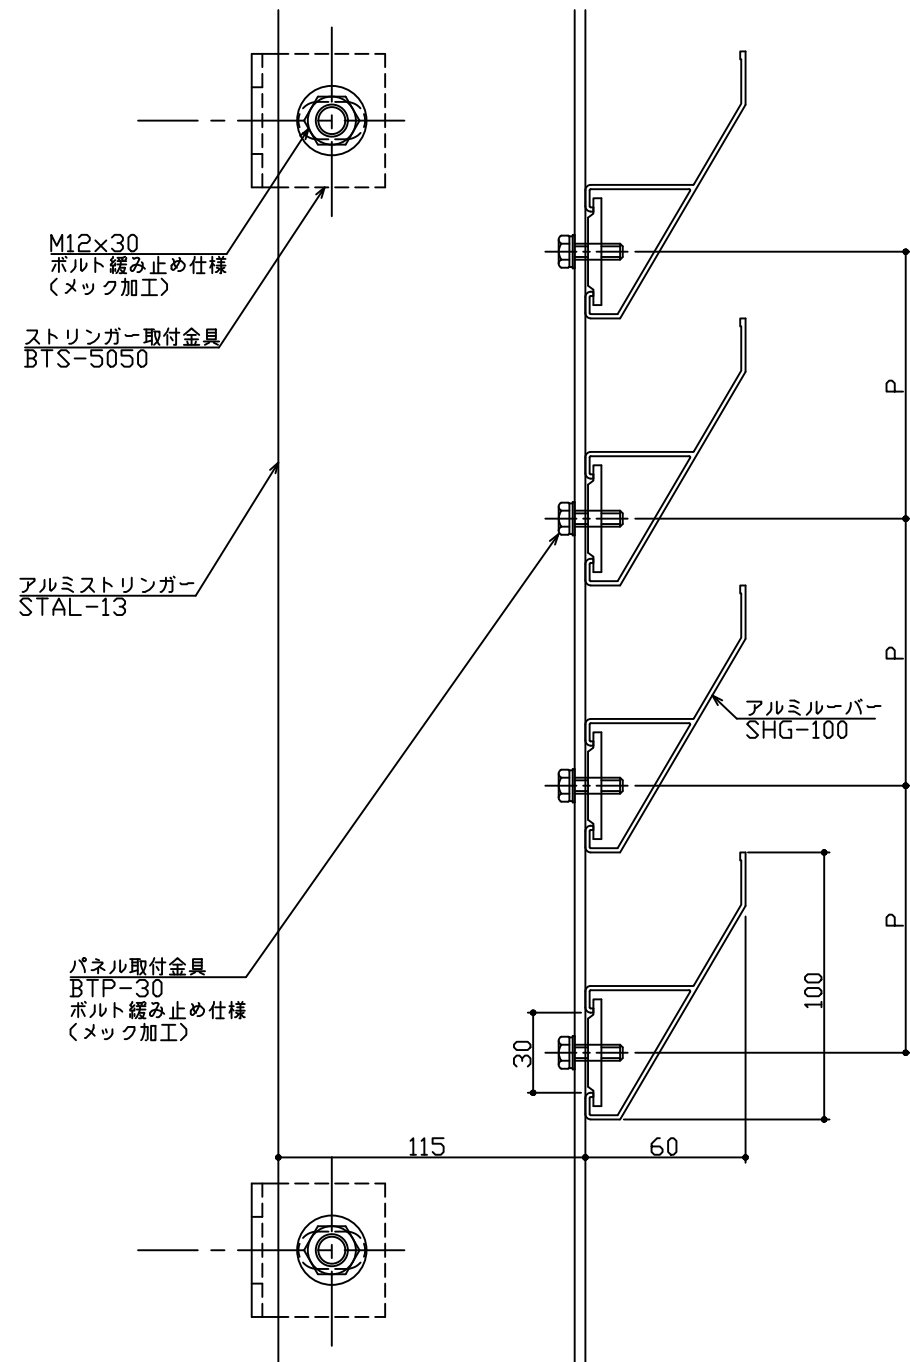 M12x30
ボルト緩み止め仕様
(メック加工)
ストリンガー取付金具
BTS-5050
P
アルミストリンガー
STAL-13
P
アルミルーバー
SHG-100
P
パネル取付金具
BTP-30
ボルト緩み止め仕様
(メック加工)
100
30
115
60